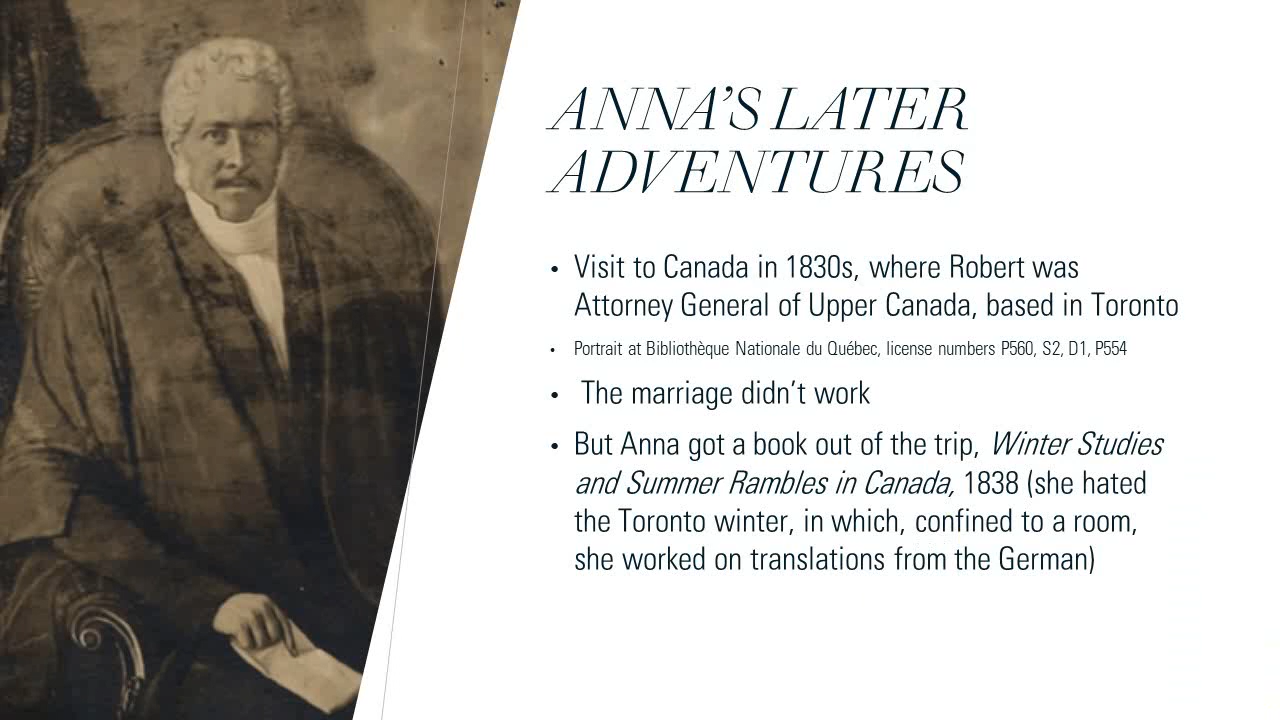 ANNA’S LATER
ADVENTURES
• Visit to Canada in 1830s, where Robert was
Attorney General of Upper Canada, based in Toronto
• Portrait at Bibliothèque Nationale du Québec, license numbers P560, S2, D1, P554
• The marriage didn’t work
• But Anna got a book out of the trip, Winter Studies
and Summer Rambles in Canada, 1838 (she hated
the Toronto winter, in which, confined to a room,
she worked on translations from the German)